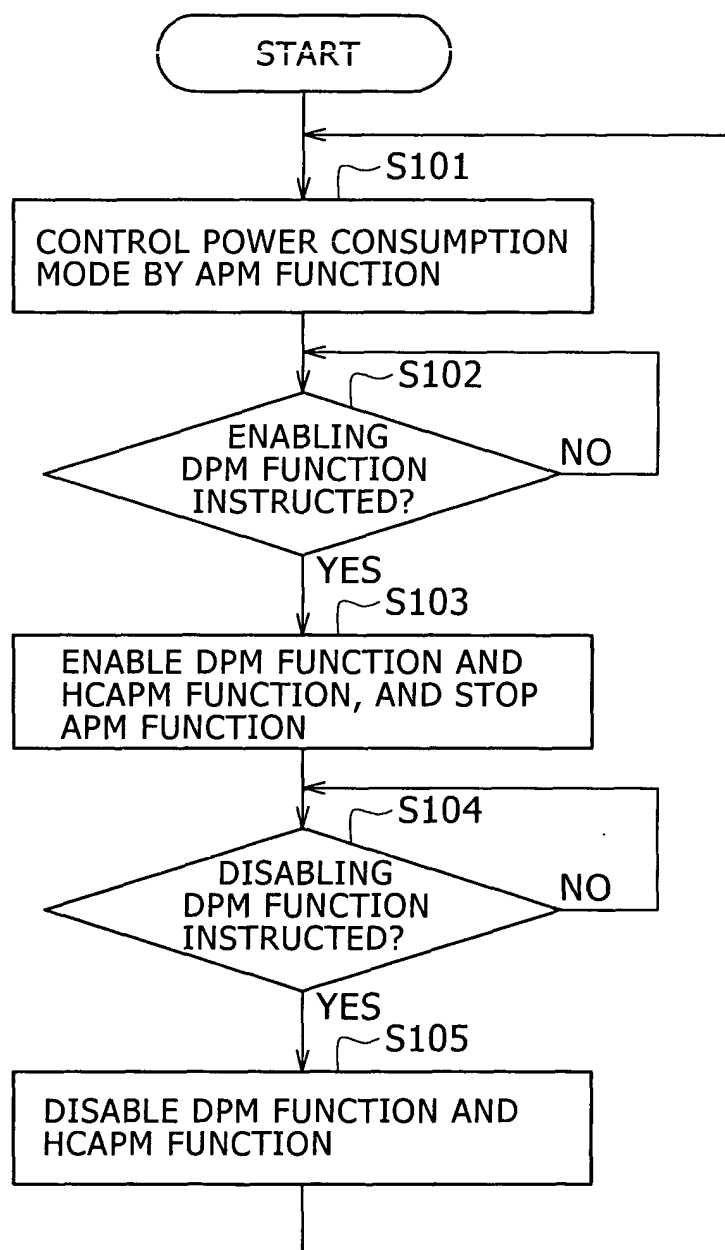 START
S101
CONTROL POWER CONSUMPTION
MODE BY APM FUNCTION
S102
ENABLING
DPM FUNCTION
INSTRUCTED?
NO
YES
S103
ENABLE DPM FUNCTION AND
HCAPM FUNCTION, AND STOP
APM FUNCTION
S104
DISABLING
DPM FUNCTION
INSTRUCTED?
NO
YES
S105
DISABLE DPM FUNCTION AND
HCAPM FUNCTION